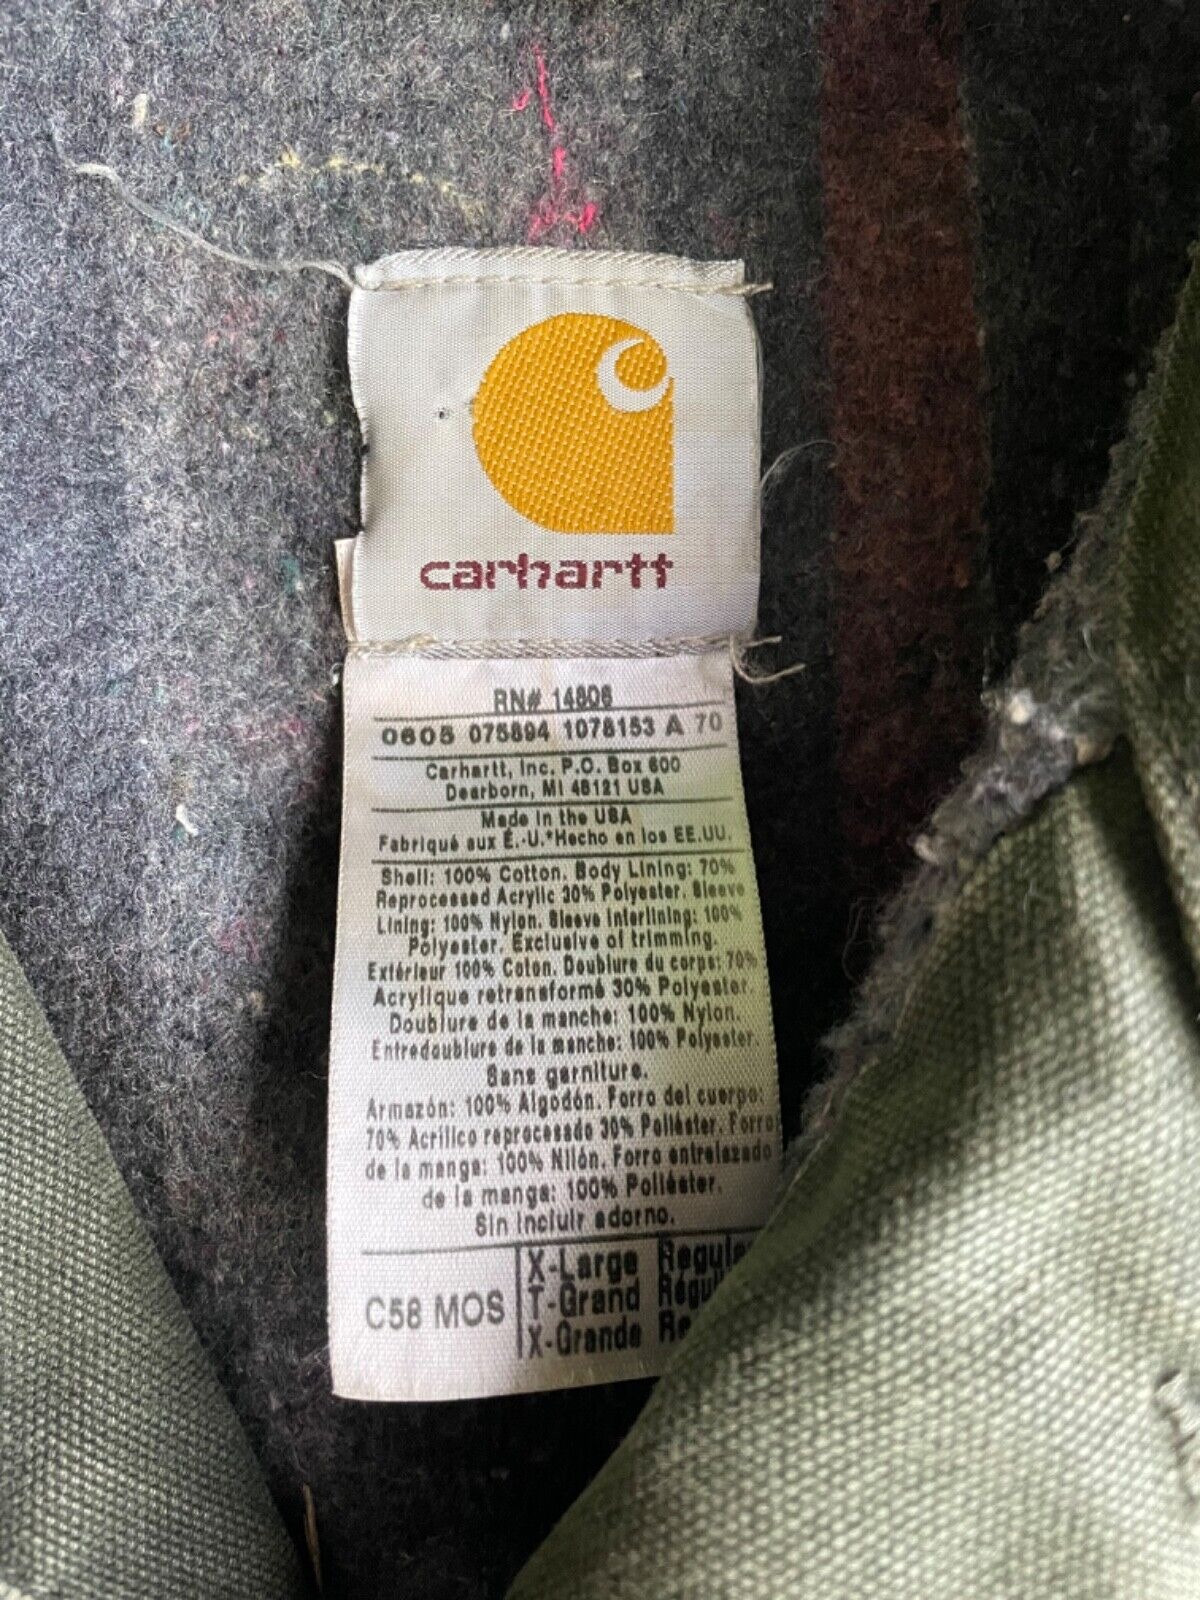 carhartt
RN# 14806
0605 075894 1078153 A 70
Carhartt, Inc. P.O. Box 600
Dearborn, MI 48121 USA
Made in the USA
Fabriqué aux É.-U.*Hecho en los EE.UU.
Shell: 100% Cotton. Body Lining: 70%
Reprocessed Acrylic 30% Polyester. Sleeve
Lining: 100% Nylon. Sleeve Interlining: 100%
Polyester. Exclusive of trimming.
Extérieur 100% Coton. Doublure du corps: 70%
Acrylique retransformé 30% Polyester.
Doublure de la manche: 100% Nylon.
Entredoublure de la manche: 100% Polyester.
Sans garniture.
Armazón: 100% Algodón. Forro del cuerpo:
70% Acrílico reprocesado 30% Poliéster. Forro
de la manga: 100% Nilón. Forro entrelazado
de la manga: 100% Poliéster.
Sin incluir adorno.
C58 MOS
X-Large Regular
T-Grand Régu
X-Grande Re